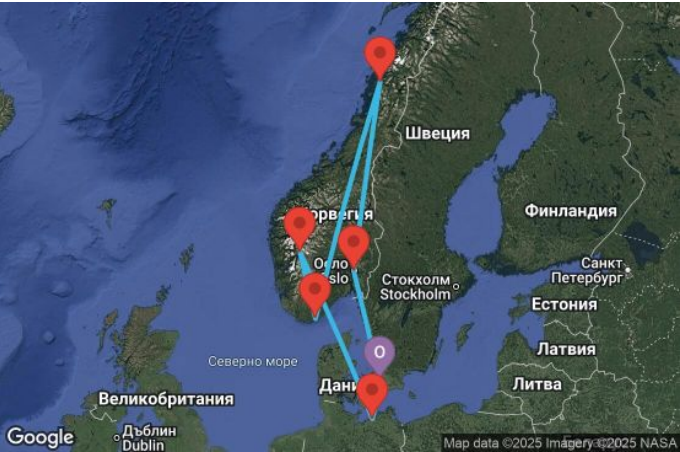 Швеция
Норвегия
Финландия
Осло
Oslo
Санкт
Петербург
Стокхолм
Stockholm
Естония
Северно море
Латвия
Дани
Литва
Великобритания
O
Дъблин
Dublin
Google
Map data ©2025 Imagery ©2025 NASA